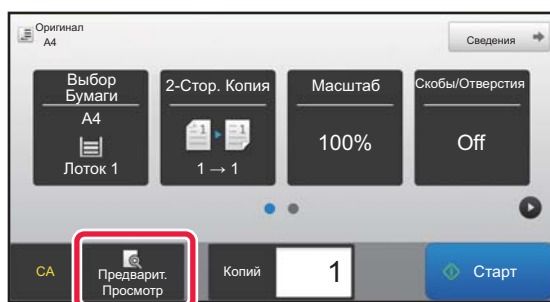 Оригинал
A4
Сведения
Выбор
Бумаги
A4
Лоток 1
2-Стор. Копия
1 → 1
Масштаб
100%
Скобы/Отверстия
Off
CA
Предварит.
Просмотр
Копий
1
Старт